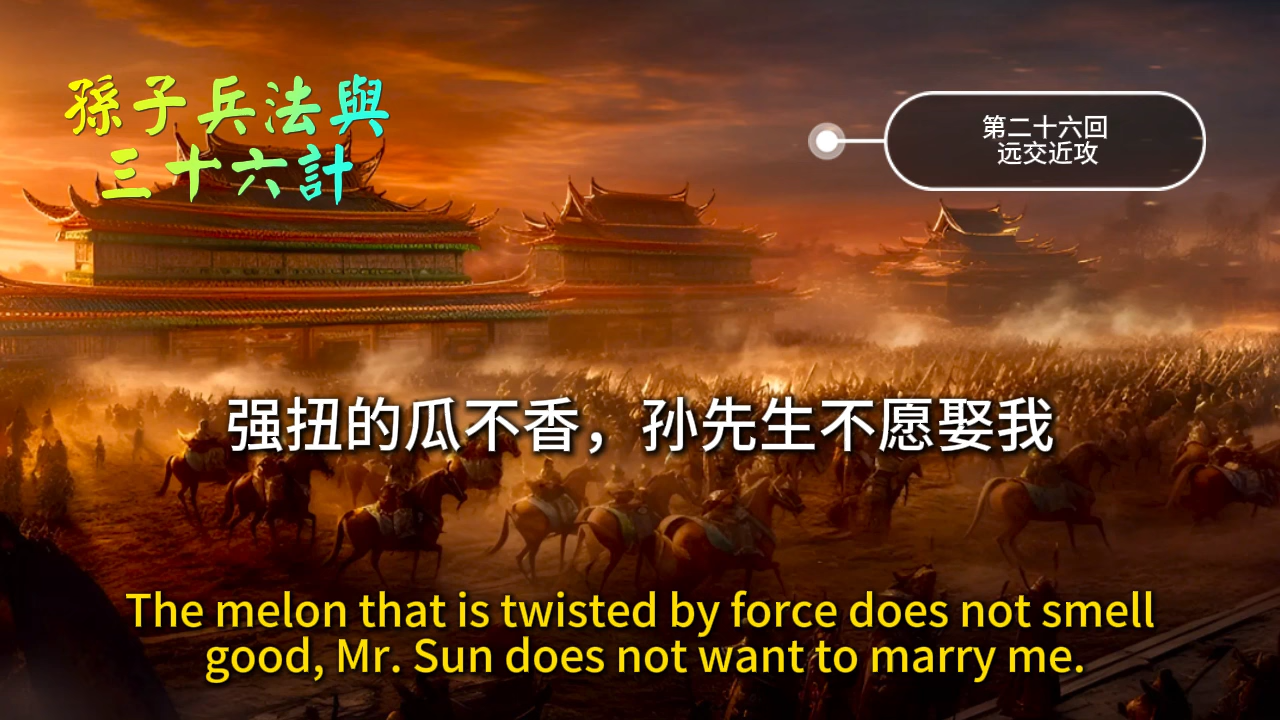 孫子兵法與
三十六計
第二十六回
远交近攻
强扭的瓜不香，孙先生不愿娶我
The melon that is twisted by force does not smell
good, Mr. Sun does not want to marry me.